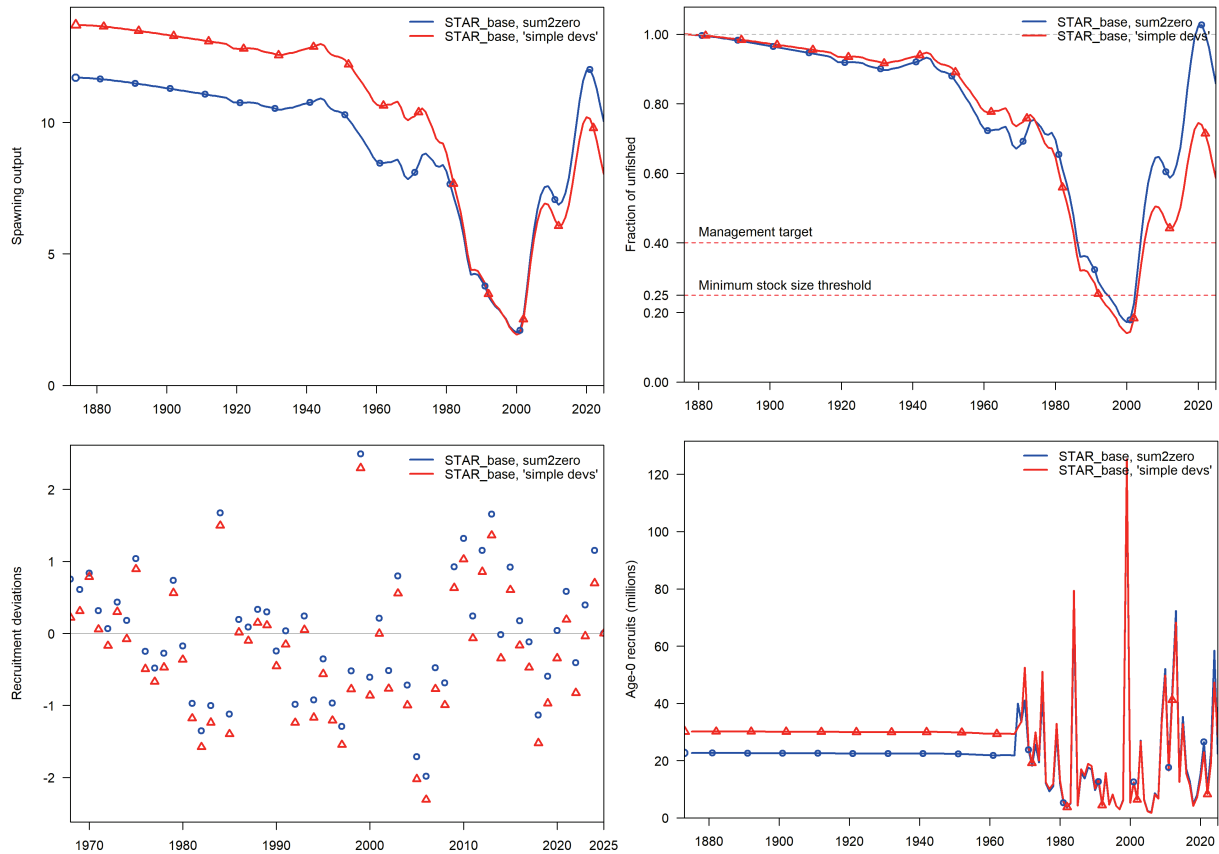 STAR_base, sum2zero
STAR_base, 'simple devs'
Spawning output
10
5
0
1880 1900 1920 1940 1960 1980 2000 2020
STAR_base, sum2zero
STAR_base, 'simple devs'
Fraction of unfished
1.00
0.80
0.60
0.40
0.25
0.20
0.00
Management target
Minimum stock size threshold
1880 1900 1920 1940 1960 1980 2000 2020
STAR_base, sum2zero
STAR_base, 'simple devs'
Recruitment deviations
2
1
0
-1
-2
1970 1980 1990 2000 2010 2020 2025
STAR_base, sum2zero
STAR_base, 'simple devs'
Age-0 recruits (millions)
120
100
80
60
40
20
0
1880 1900 1920 1940 1960 1980 2000 2020